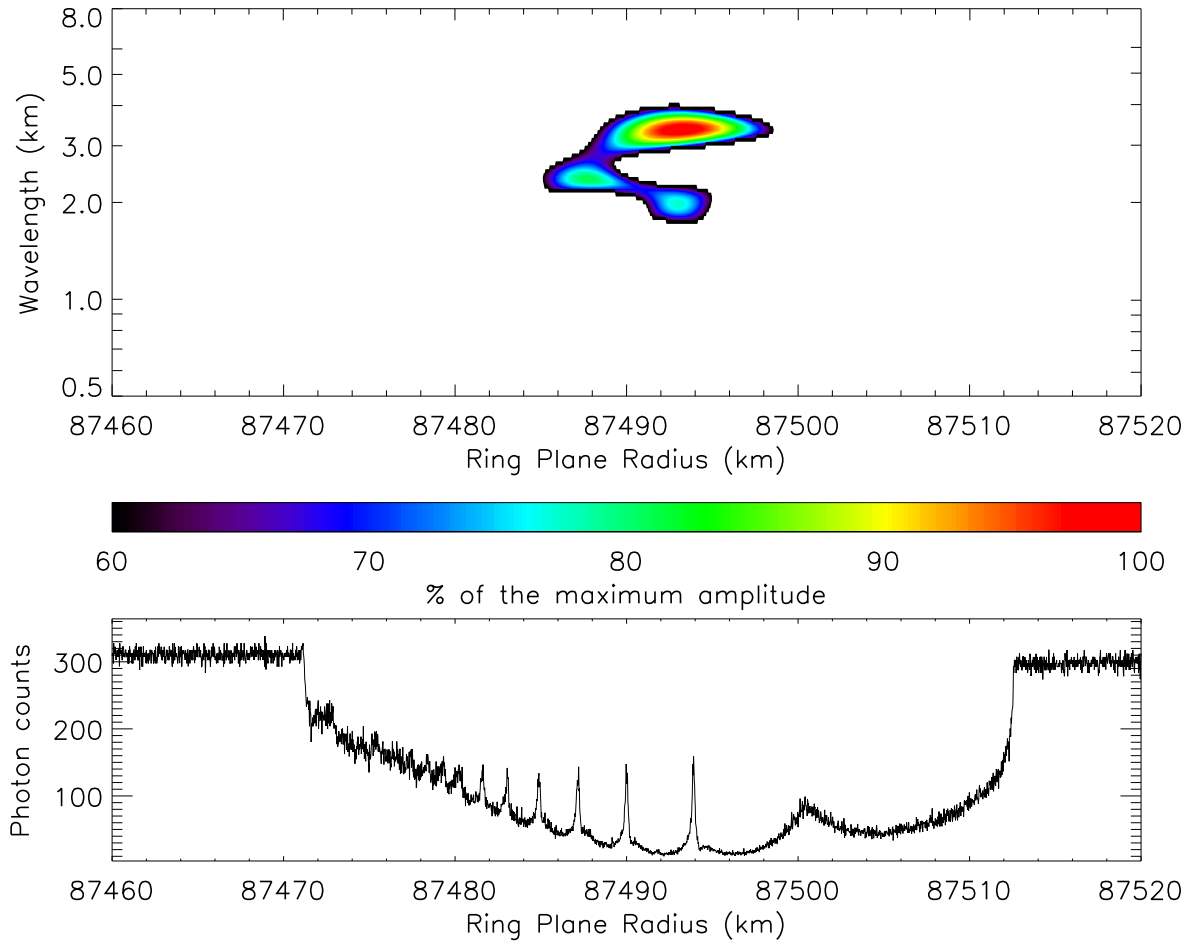 8.0
5.0
3.0
2.0
1.0
0.5
Wavelength (km)
87460 87470 87480 87490 87500 87510 87520
Ring Plane Radius (km)
60 70 80 90 100
% of the maximum amplitude
300
200
100
Photon counts
87460 87470 87480 87490 87500 87510 87520
Ring Plane Radius (km)